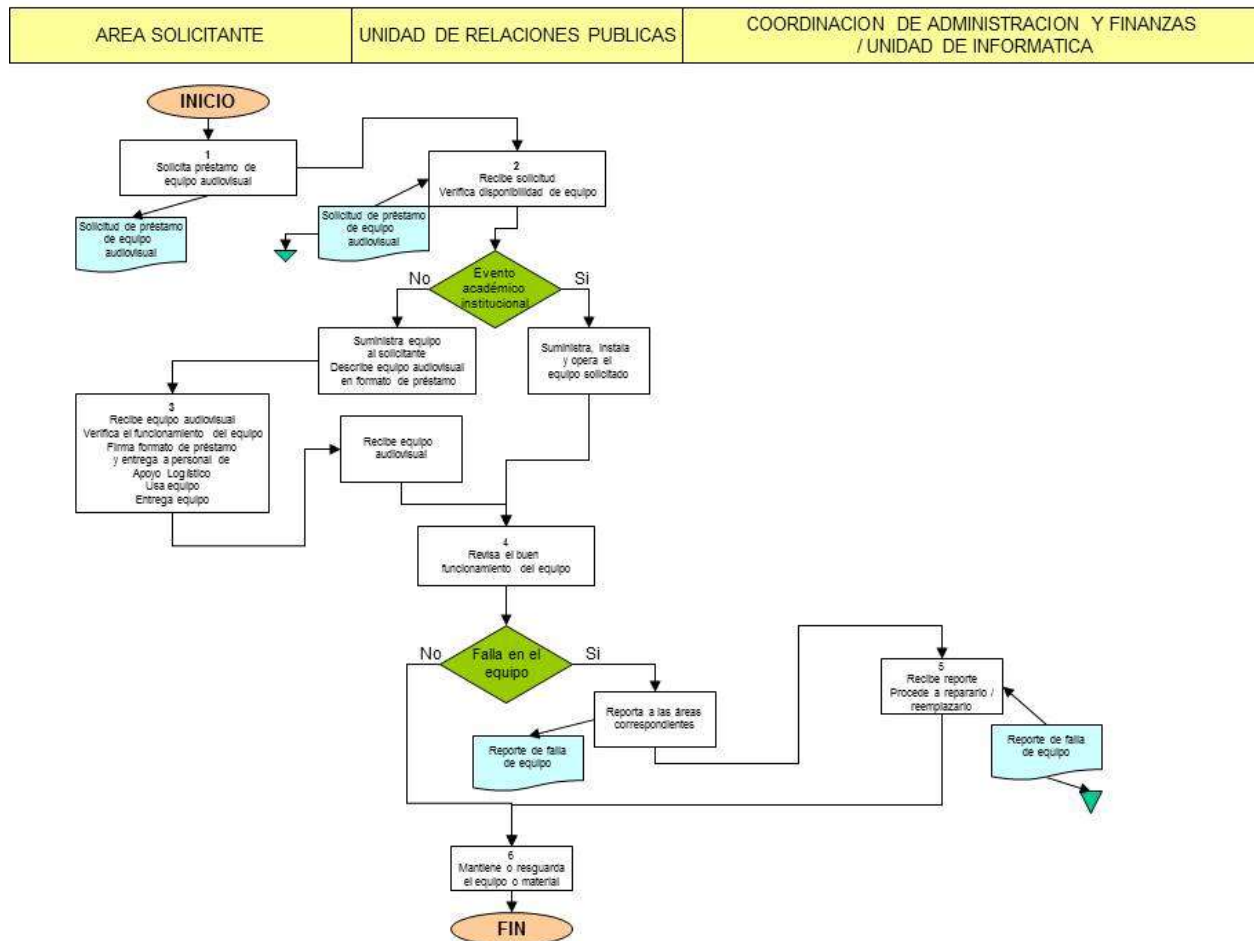 AREA SOLICITANTE
UNIDAD DE RELACIONES PUBLICAS
COORDINACION DE ADMINISTRACION Y FINANZAS
/ UNIDAD DE INFORMATICA
INICIO
1
Solicita préstamo de
equipo audiovisual
2
Recibe solicitud
Verifica disponibilidad de equipo
Solicitud de préstamo
de equipo
audiovisual
Solicitud de préstamo
de equipo
audiovisual
No
Evento
académico
institucional
Si
Suministra equipo
al solicitante
Describe equipo audiovisual
en formato de préstamo
Suministra, instala
y opera el
equipo solicitado
3
Recibe equipo audiovisual
Verifica el funcionamiento del equipo
Firma formato de préstamo
y entrega a personal de
Apoyo Logístico
Usa equipo
Entrega equipo
Recibe equipo
audiovisual
4
Revisa el buen
funcionamiento del equipo
No
Falla en el
equipo
Si
5
Recibe reporte
Procede a repararlo /
reemplazarlo
Reporta a las áreas
correspondientes
Reporte de falla
de equipo
Reporte de falla
de equipo
6
Mantiene o resguarda
el equipo o material
FIN